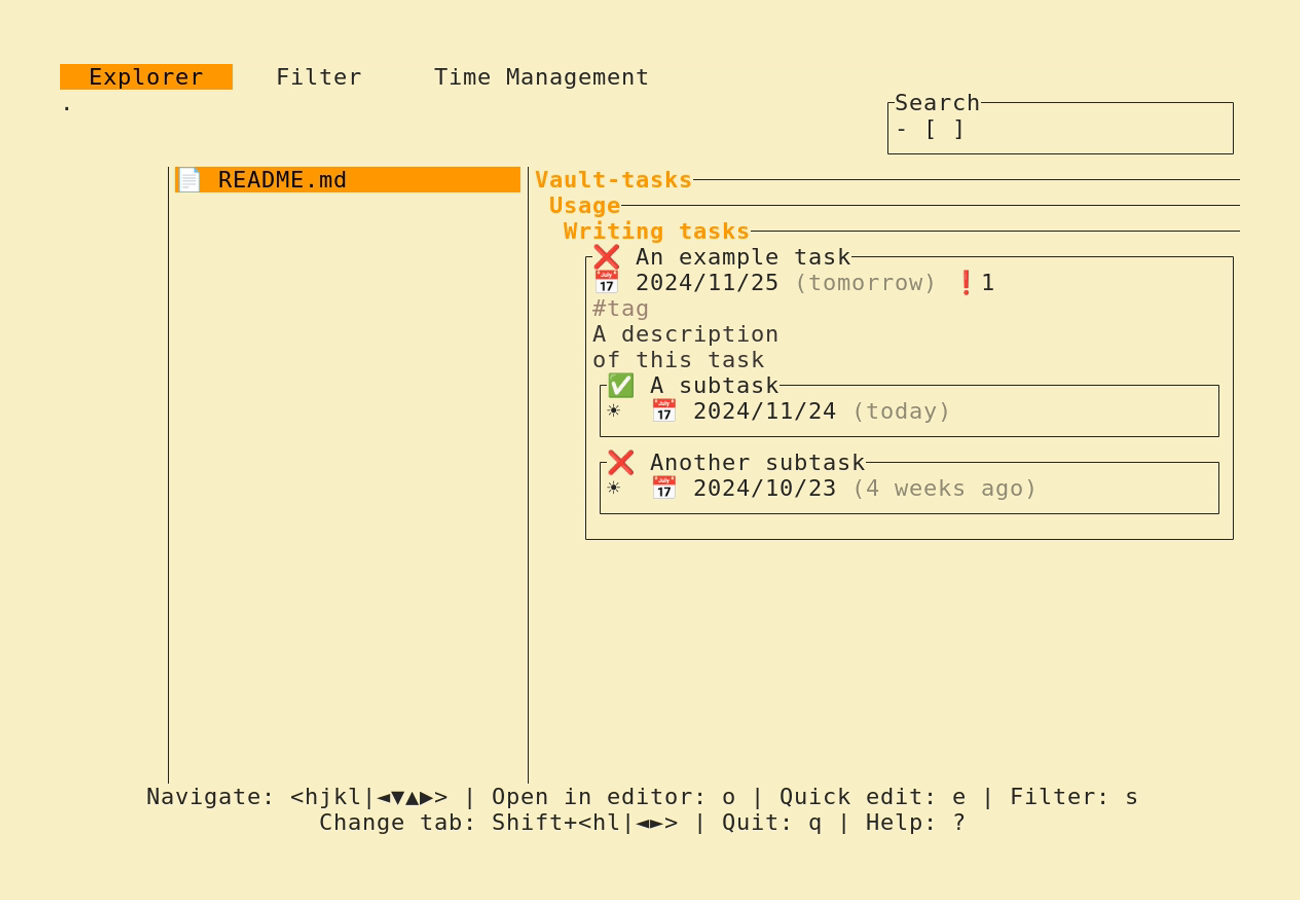 Explorer Filter Time Management
.
Search
- [ ]
📄 README.md
Vault-tasks
Usage
Writing tasks
❌ An example task
📅 2024/11/25 (tomorrow) ❗1
#tag
A description
of this task
✅ A subtask
☀ 📅 2024/11/24 (today)
❌ Another subtask
☀ 📅 2024/10/23 (4 weeks ago)
Navigate: <hjkl|◄▼▲▶> | Open in editor: o | Quick edit: e | Filter: s
Change tab: Shift+<hl|◄►> | Quit: q | Help: ?